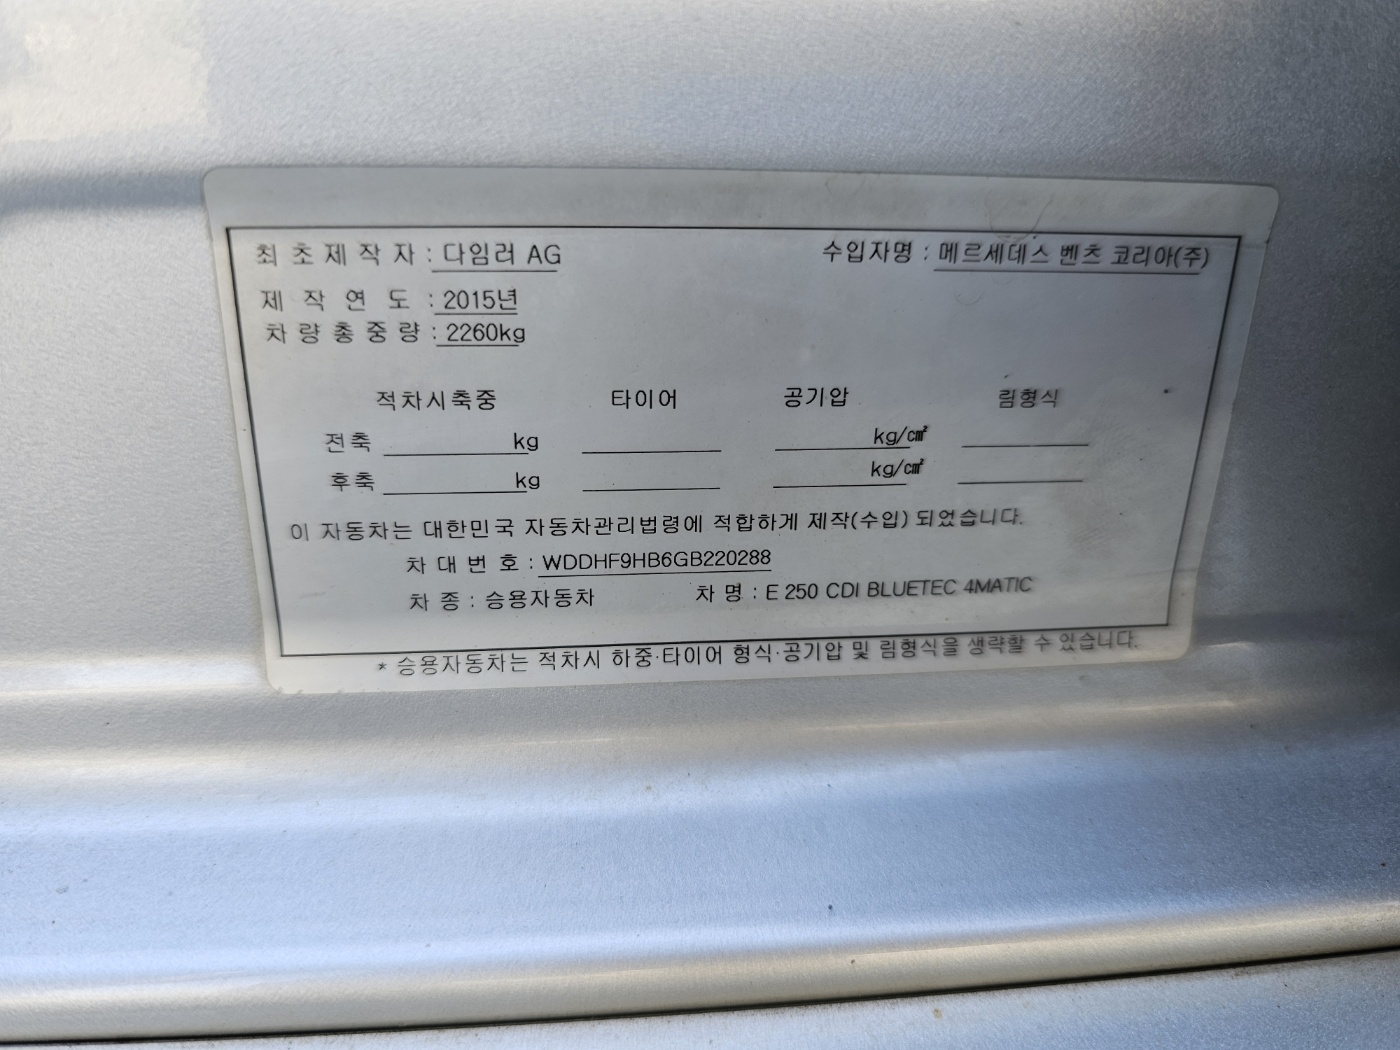 최초제작자 : 다임러 AG 수입자명 : 메르세데스 벤츠 코리아(주)
제작연도 : 2015년
차량총중량 : 2260kg
적차시축중 타이어 공기압 림형식
전축 kg kg/㎠
후축 kg kg/㎠
이 자동차는 대한민국 자동차관리법령에 적합하게 제작(수입) 되었습니다.
차대번호 : WDDHF9HB6GB220288
차종 : 승용자동차 차명 : E 250 CDI BLUETEC 4MATIC
* 승용자동차는 적차시 하중·타이어 형식·공기압 및 림형식을 생략할 수 있습니다.